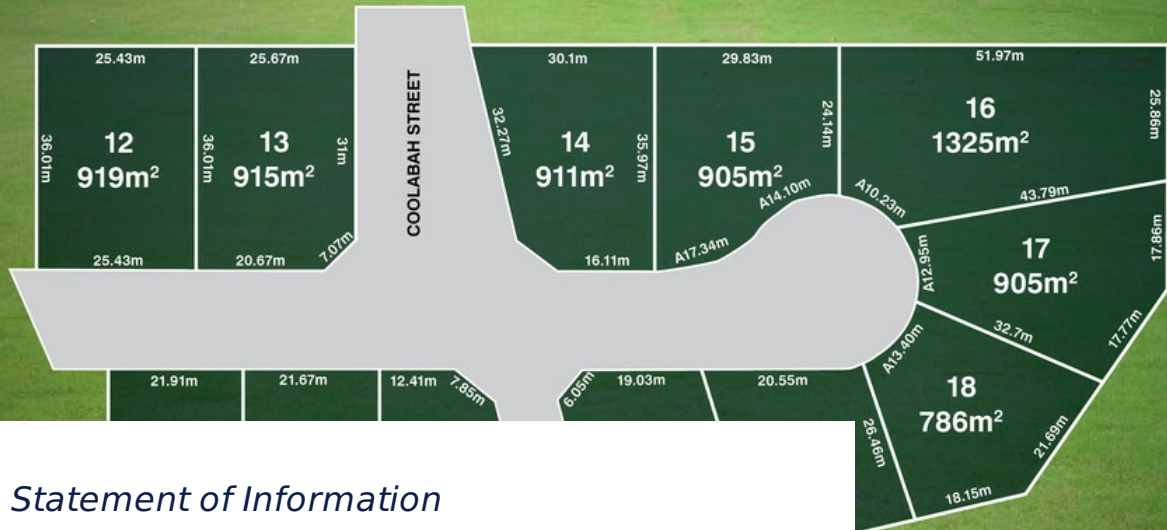 25.43m
25.67m
30.1m
29.83m
51.97m
36.01m
12
919m²
36.01m
13
915m²
31m
COOLABAH STREET
32.27m
14
911m²
35.97m
15
905m²
24.14m
16
1325m²
25.86m
25.43m
20.67m
7.07m
16.11m
A17.34m
A14.10m
A10.23m
43.79m
A12.95m
17
905m²
17.86m
32.7m
17.77m
A13.40m
21.91m
21.67m
12.41m
7.85m
6.05m
19.03m
20.55m
18
786m²
26.46m
21.69m
18.15m
Statement of Information